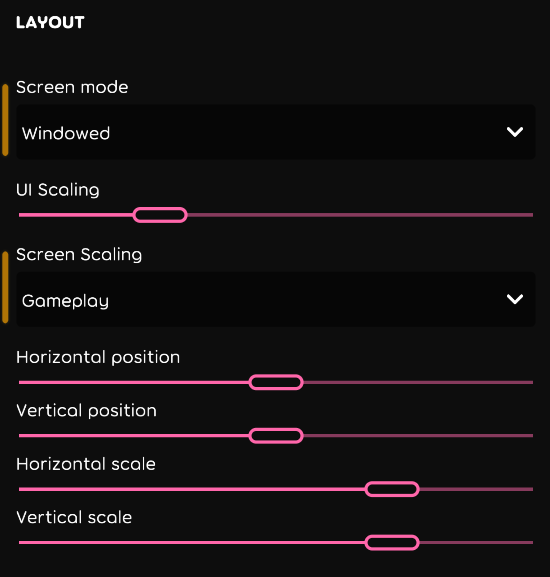 LAYOUT
Screen mode
Windowed
UI Scaling
Screen Scaling
Gameplay
Horizontal position
Vertical position
Horizontal scale
Vertical scale